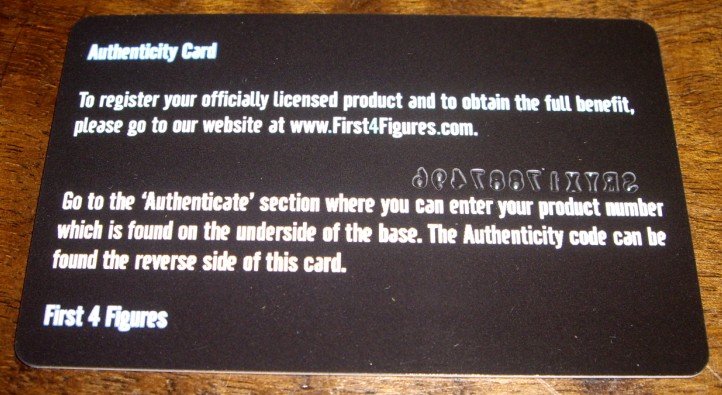 Authenticity Card
To register your officially licensed product and to obtain the full benefit,
please go to our website at www.First4Figures.com.
Go to the 'Authenticate' section where you can enter your product number
which is found on the underside of the base. The Authenticity code can be
found the reverse side of this card.
First 4 Figures